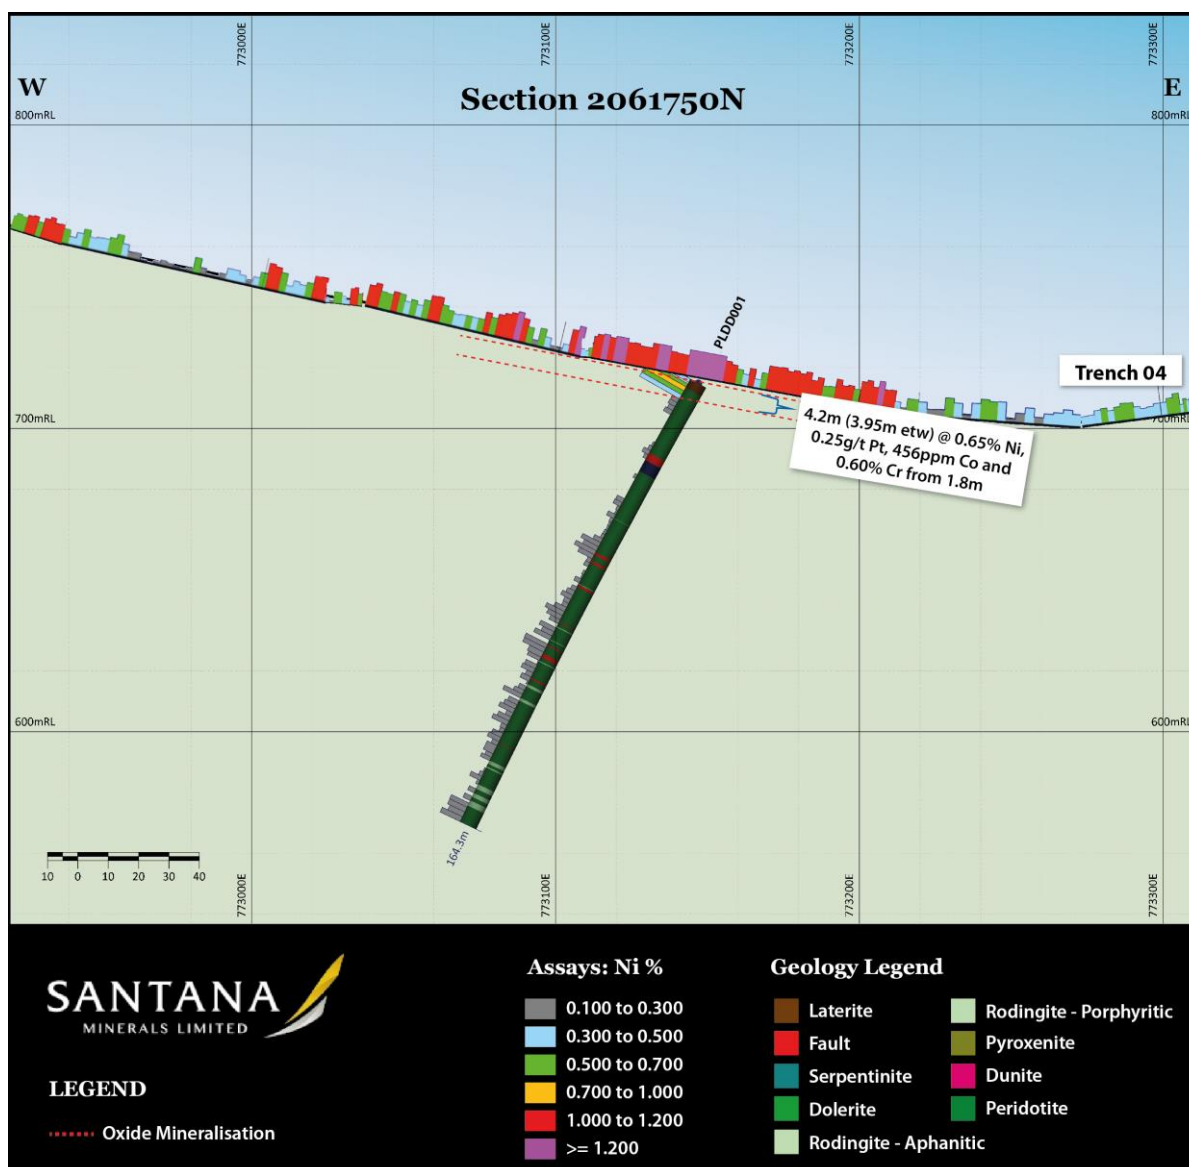 773000E
773100E
773200E
773300E
W
Section 2061750N
E
800mRL
800mRL
PLDD001
Trench 04
700mRL
700mRL
4.2m (3.95m etw) @ 0.65% Ni,
0.25g/t Pt, 456ppm Co and
0.60% Cr from 1.8m
600mRL
600mRL
164.3m
10 0 10 20 30 40
773000E
773100E
773200E
773300E
SANTANA
MINERALS LIMITED
LEGEND
Oxide Mineralisation
Assays: Ni %
0.100 to 0.300
0.300 to 0.500
0.500 to 0.700
0.700 to 1.000
1.000 to 1.200
>= 1.200
Geology Legend
Laterite
Fault
Serpentinite
Dolerite
Rodingite - Aphanitic
Rodingite - Porphyritic
Pyroxenite
Dunite
Peridotite